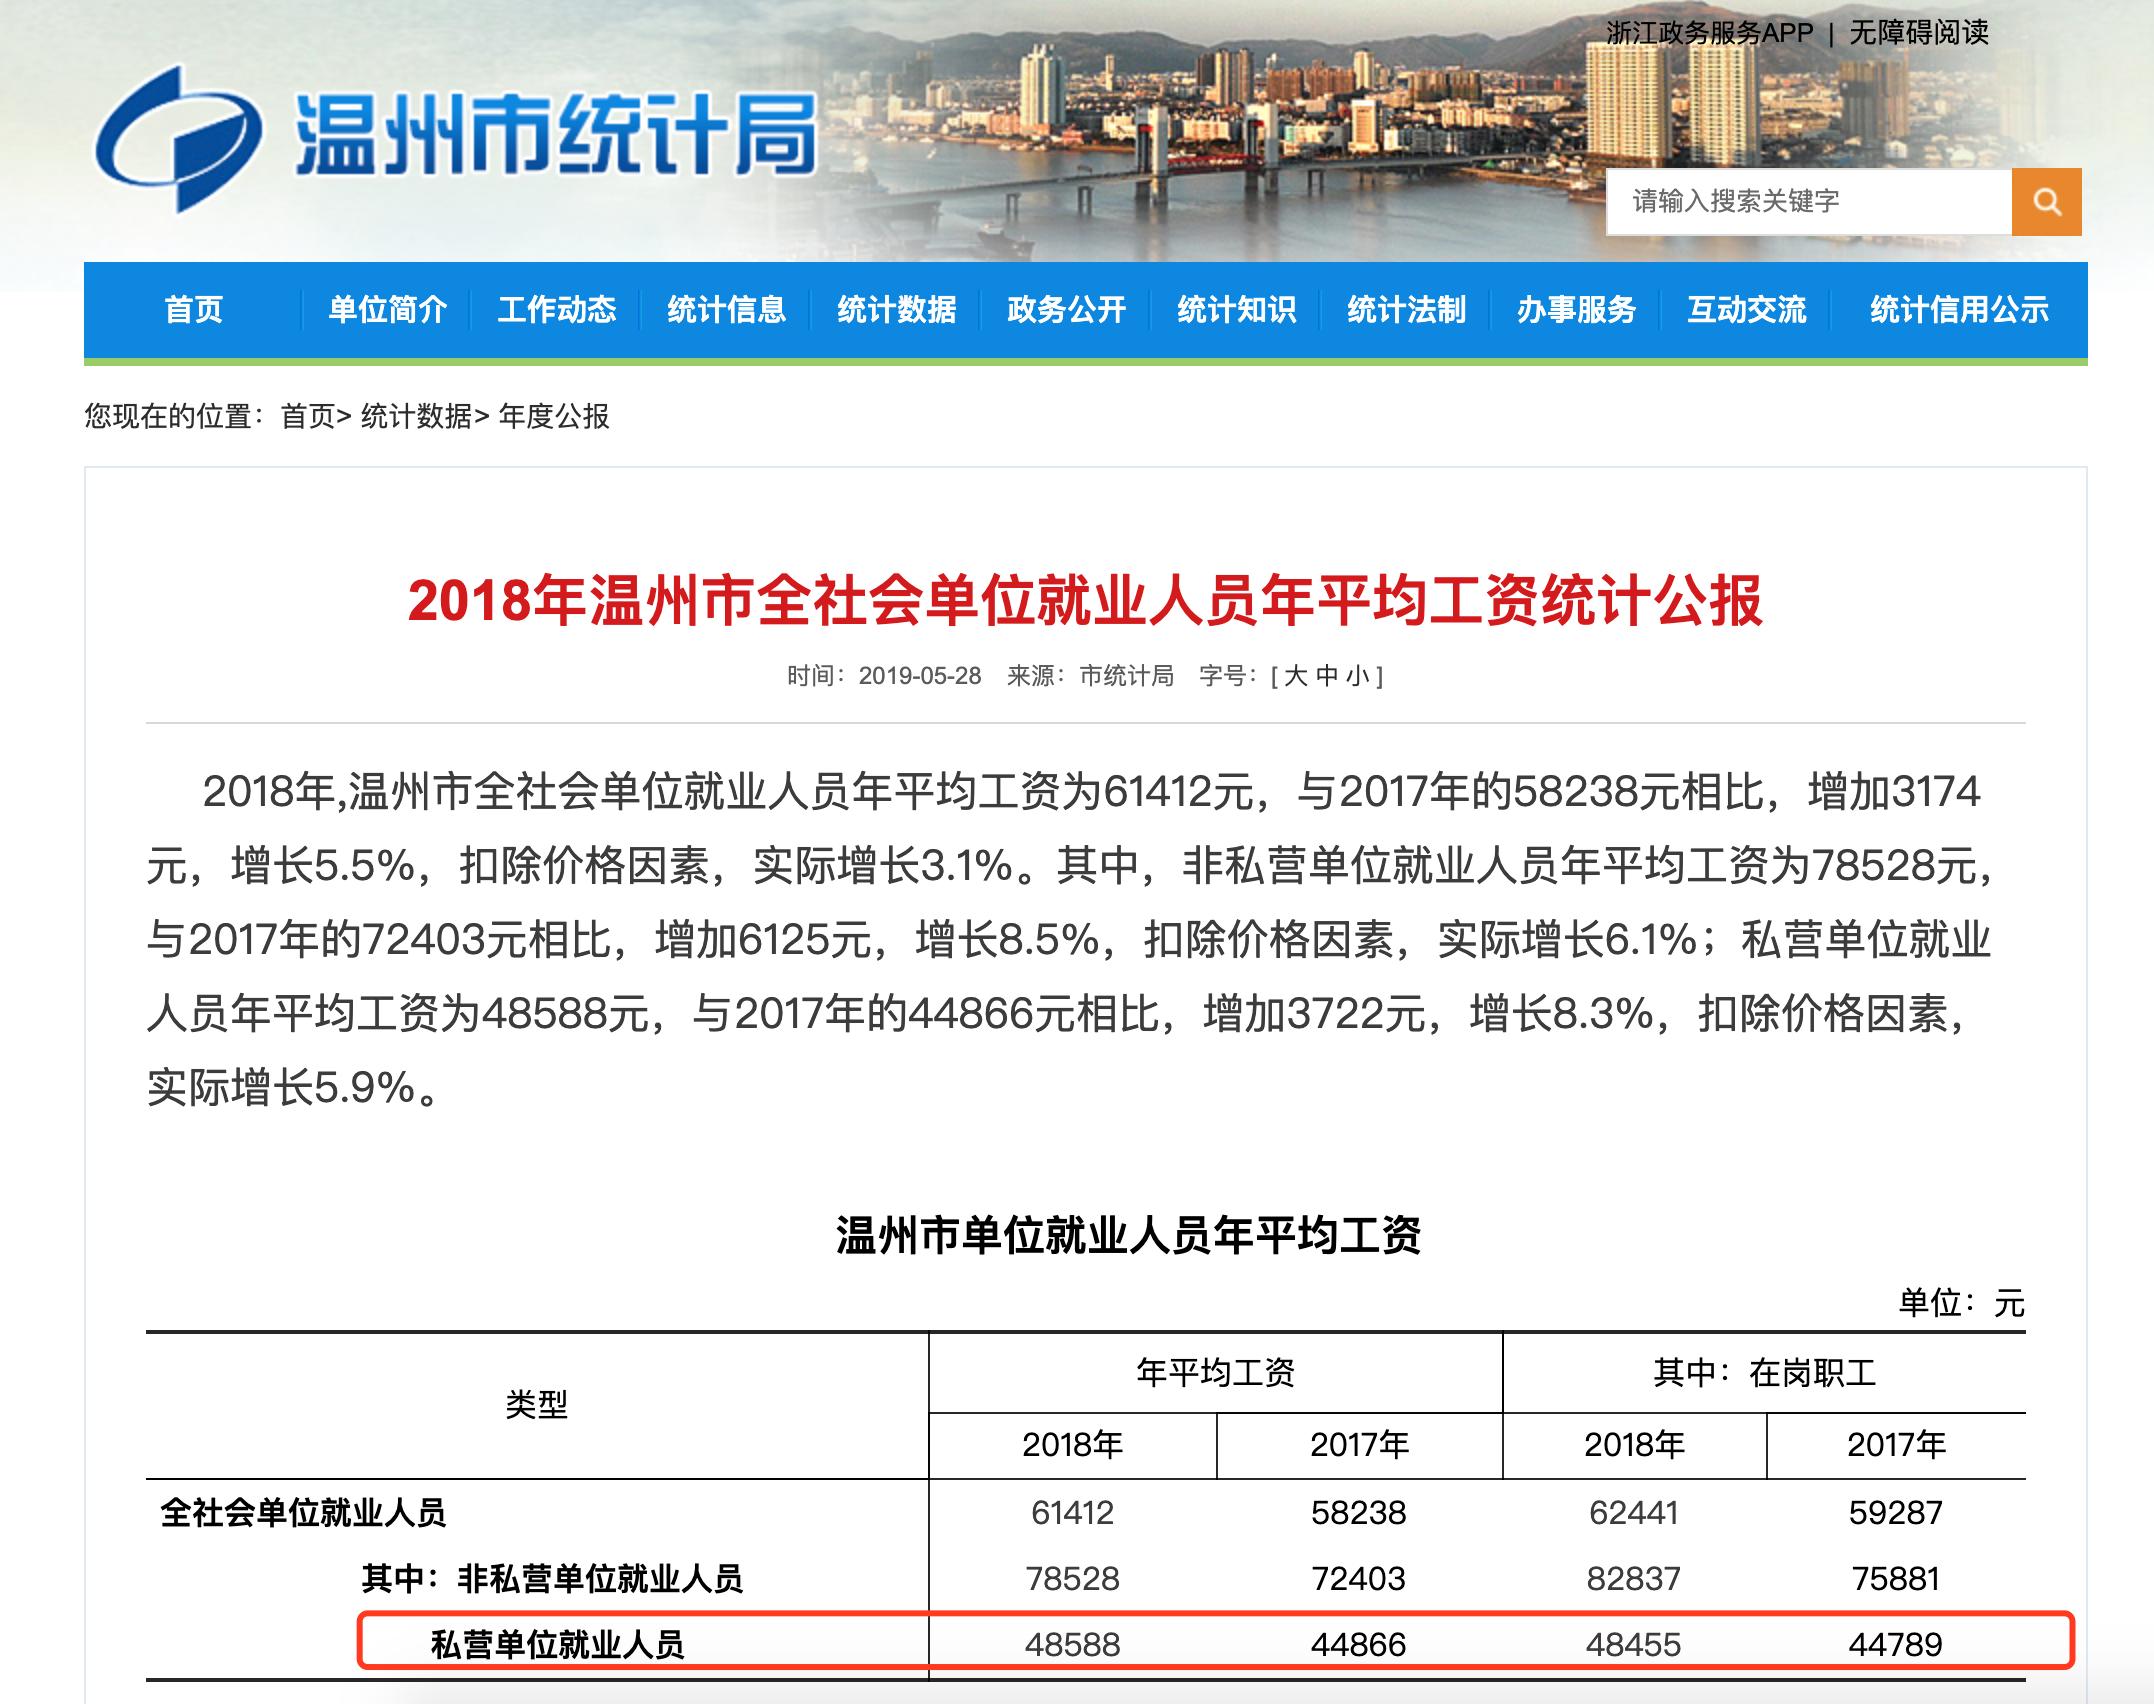 浙江政务服务APP | 无障碍阅读
温州市统计局
请输入搜索关键字
首页 单位简介 工作动态 统计信息 统计数据 政务公开 统计知识 统计法制 办事服务 互动交流 统计信用公示
您现在的位置：首页> 统计数据> 年度公报
2018年温州市全社会单位就业人员年平均工资统计公报
时间：2019-05-28 来源：市统计局 字号：[ 大 中 小 ]
2018年,温州市全社会单位就业人员年平均工资为61412元，与2017年的58238元相比，增加3174
元，增长5.5%，扣除价格因素，实际增长3.1%。其中，非私营单位就业人员年平均工资为78528元，
与2017年的72403元相比，增加6125元，增长8.5%，扣除价格因素，实际增长6.1%；私营单位就业
人员年平均工资为48588元，与2017年的44866元相比，增加3722元，增长8.3%，扣除价格因素，
实际增长5.9%。
温州市单位就业人员年平均工资
单位：元
类型 年平均工资 其中：在岗职工
2018年 2017年 2018年 2017年
全社会单位就业人员 61412 58238 62441 59287
其中：非私营单位就业人员 78528 72403 82837 75881
私营单位就业人员 48588 44866 48455 44789